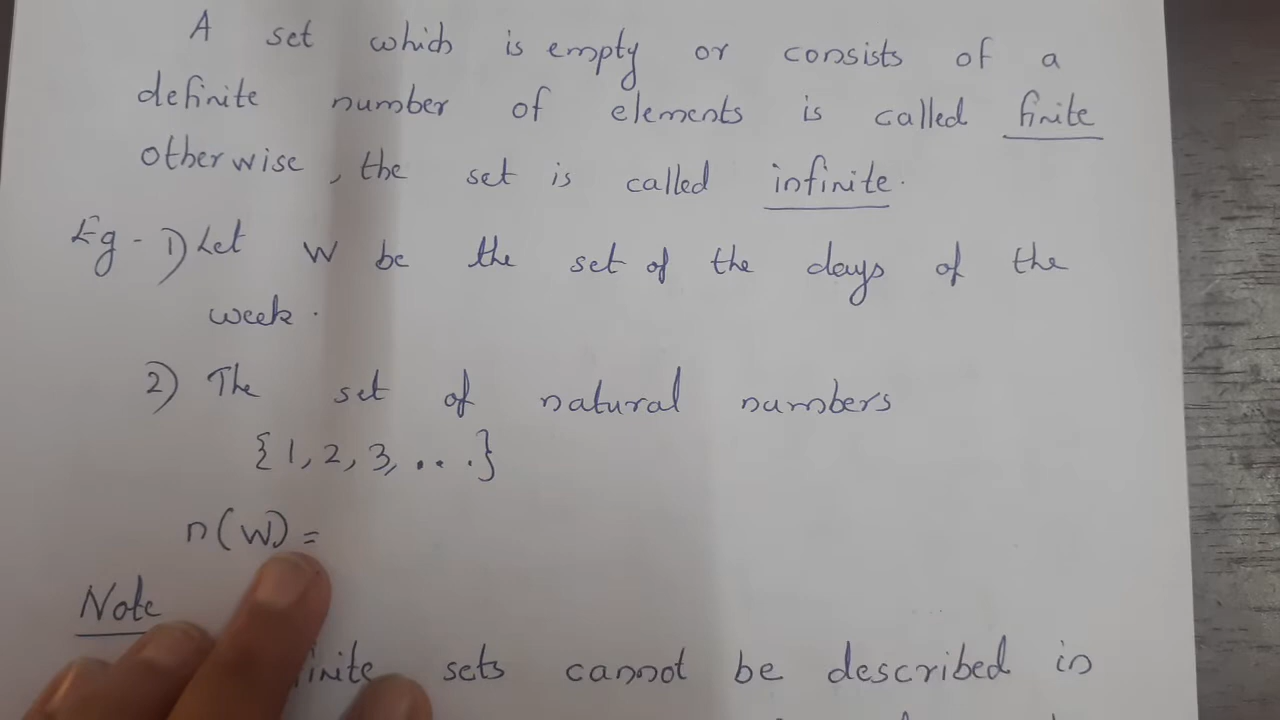 A set which is empty or consists of a
definite number of elements is called finite
otherwise, the set is called infinite.
Eg - 1) Let W be the set of the days of the
week.
2) The set of natural numbers
{1, 2, 3, ....}
n(W) =
Note
sets cannot be described in